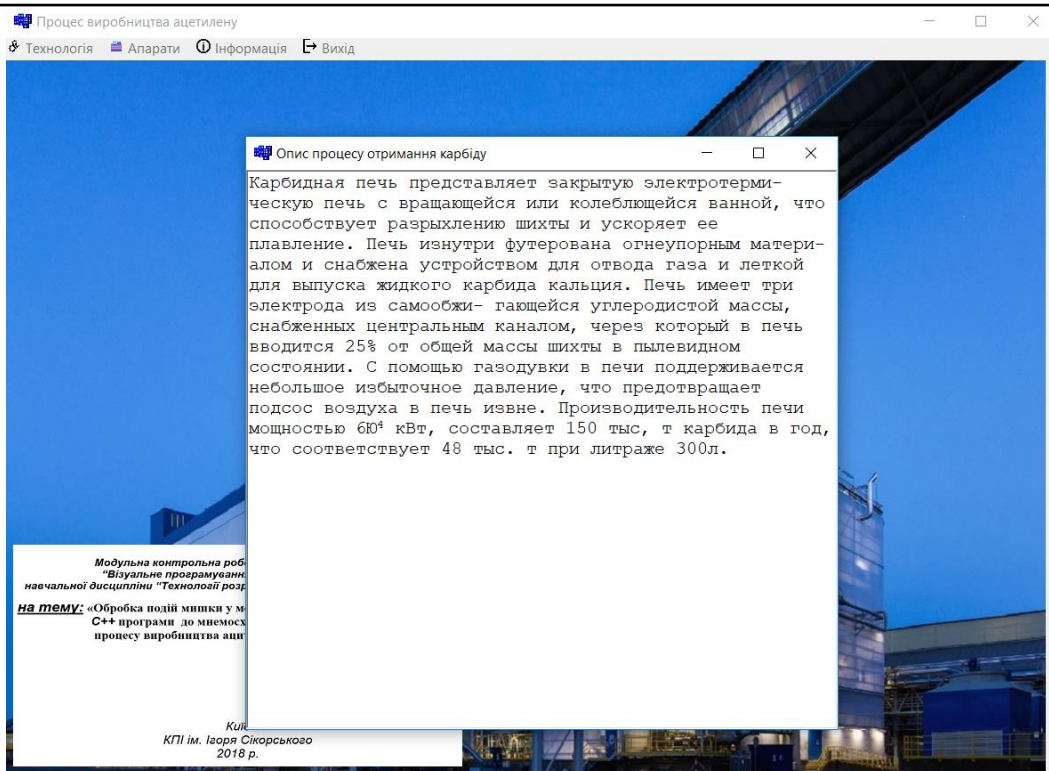 Процес виробництва ацетилену
Технологія Апарати Інформація Вихід
Опис процесу отримання карбіду
Карбидная печь представляет закрытую электротерми-
ческую печь с вращающейся или колеблющейся ванной, что
способствует разрыхлению шихты и ускоряет ее
плавление. Печь изнутри футерована огнеупорным матери-
алом и снабжена устройством для отвода газа и леткой
для выпуска жидкого карбида кальция. Печь имеет три
электрода из самообжи- гающейся углеродистой массы,
снабженных центральным каналом, через который в печь
вводится 25% от общей массы шихты в пылевидном
состоянии. С помощью газодувки в печи поддерживается
небольшое избыточное давление, что предотвращает
подсос воздуха в печь извне. Производительность печи
мощностью 6Ю⁴ кВт, составляет 150 тыс, т карбида в год,
что соответствует 48 тыс. т при литраже 300л.
Модульна контрольна
"Візуальне
навчальної дисципліни "Технології
на тему: «Обробка подій мишки у
С++ програми до
процесу виробництва
КПІ ім. Ігоря Сікорського
2018 р.